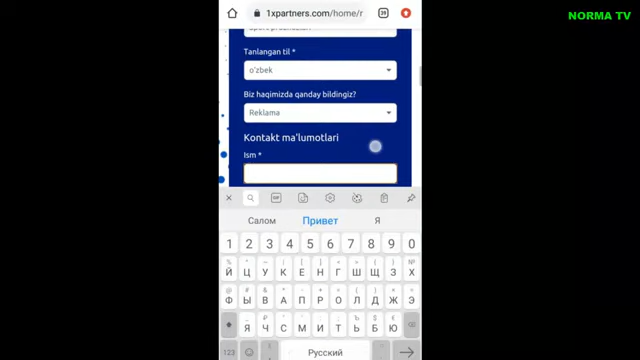 NORMA TV
1xpartners.com/home/r
39
Tanlangan til *
o'zbek
Biz haqimizda qanday bildingiz?
Reklama
Kontakt ma'lumotlari
Ism *
GIF
Салом Привет Я
1 2 3 4 5 6 7 8 9 0
Й Ц У К Е Н Г Ш Щ З Х
Ф Ы В А П Р О Л Д Ж Э
Я Ч С М И Т Ь Б Ю
123 Русский